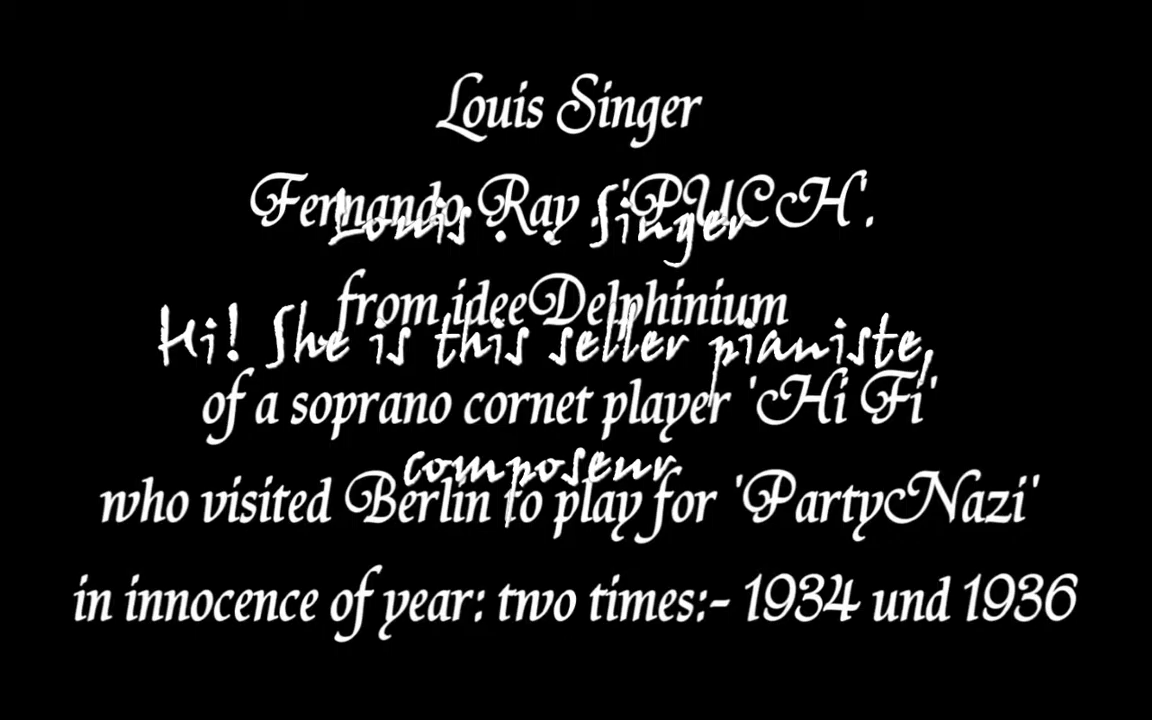 Louis Singer
Fernando Ray .'PUCH'.
Louis . . Singer
from ideeDelphinium
Hi! She is this seller pianiste,
of a soprano cornet player 'Hi Fi'
composeur.
who visited Berlin to play for 'PartyNazi'
in innocence of year: two times:- 1934 und 1936